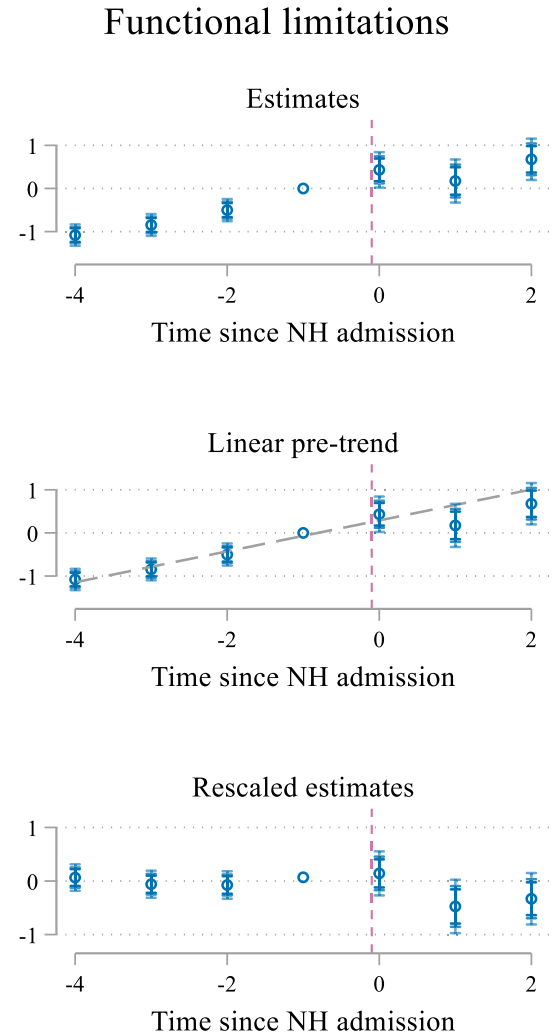 Functional limitations
Estimates
1
0
-1
-4 -2 0 2
Time since NH admission
Linear pre-trend
1
0
-1
-4 -2 0 2
Time since NH admission
Rescaled estimates
1
0
-1
-4 -2 0 2
Time since NH admission